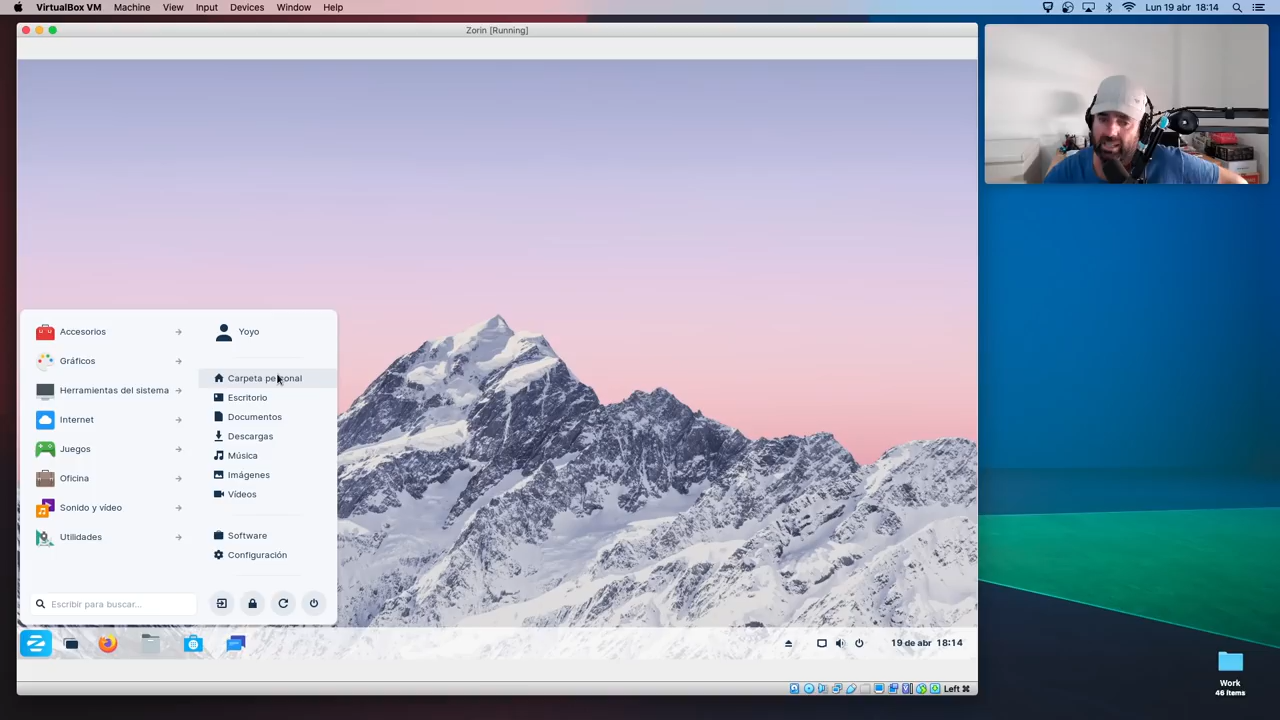 VirtualBox VM Machine View Input Devices Window Help
Lun 19 abr 18:14
Zorin [Running]
Accesorios
Gráficos
Herramientas del sistema
Internet
Juegos
Oficina
Sonido y vídeo
Utilidades
Escribir para buscar...
Yoyo
Carpeta personal
Escritorio
Documentos
Descargas
Música
Imágenes
Vídeos
Software
Configuración
19 de abr 18:14
Left ⌘
Work
46 items